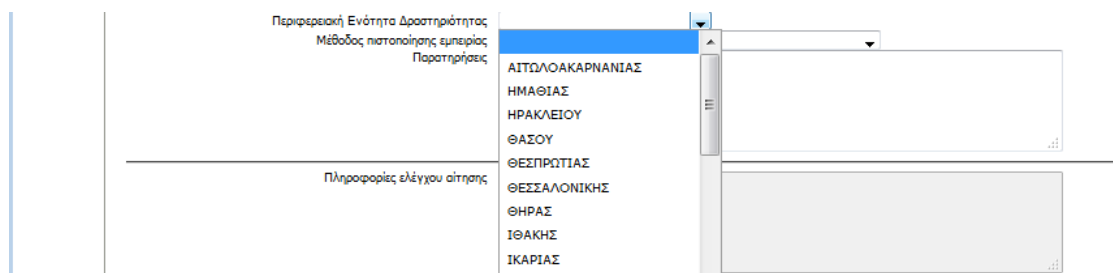 Περιφερειακή Ενότητα Δραστηριότητας
Μέθοδος πιστοποίησης εμπειρίας
Παρατηρήσεις
ΑΙΤΩΛΟΑΚΑΡΝΑΝΙΑΣ
ΗΜΑΘΙΑΣ
ΗΡΑΚΛΕΙΟΥ
ΘΑΣΟΥ
ΘΕΣΠΡΩΤΙΑΣ
Πληροφορίες ελέγχου αίτησης
ΘΕΣΣΑΛΟΝΙΚΗΣ
ΘΗΡΑΣ
ΙΘΑΚΗΣ
ΙΚΑΡΙΑΣ